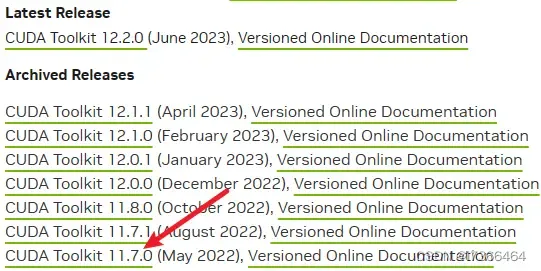 Latest Release
CUDA Toolkit 12.2.0 (June 2023), Versioned Online Documentation
Archived Releases
CUDA Toolkit 12.1.1 (April 2023), Versioned Online Documentation
CUDA Toolkit 12.1.0 (February 2023), Versioned Online Documentation
CUDA Toolkit 12.0.1 (January 2023), Versioned Online Documentation
CUDA Toolkit 12.0.0 (December 2022), Versioned Online Documentation
CUDA Toolkit 11.8.0 (October 2022), Versioned Online Documentation
CUDA Toolkit 11.7.1 (August 2022), Versioned Online Documentation
CUDA Toolkit 11.7.0 (May 2022), Versioned Online Documentation